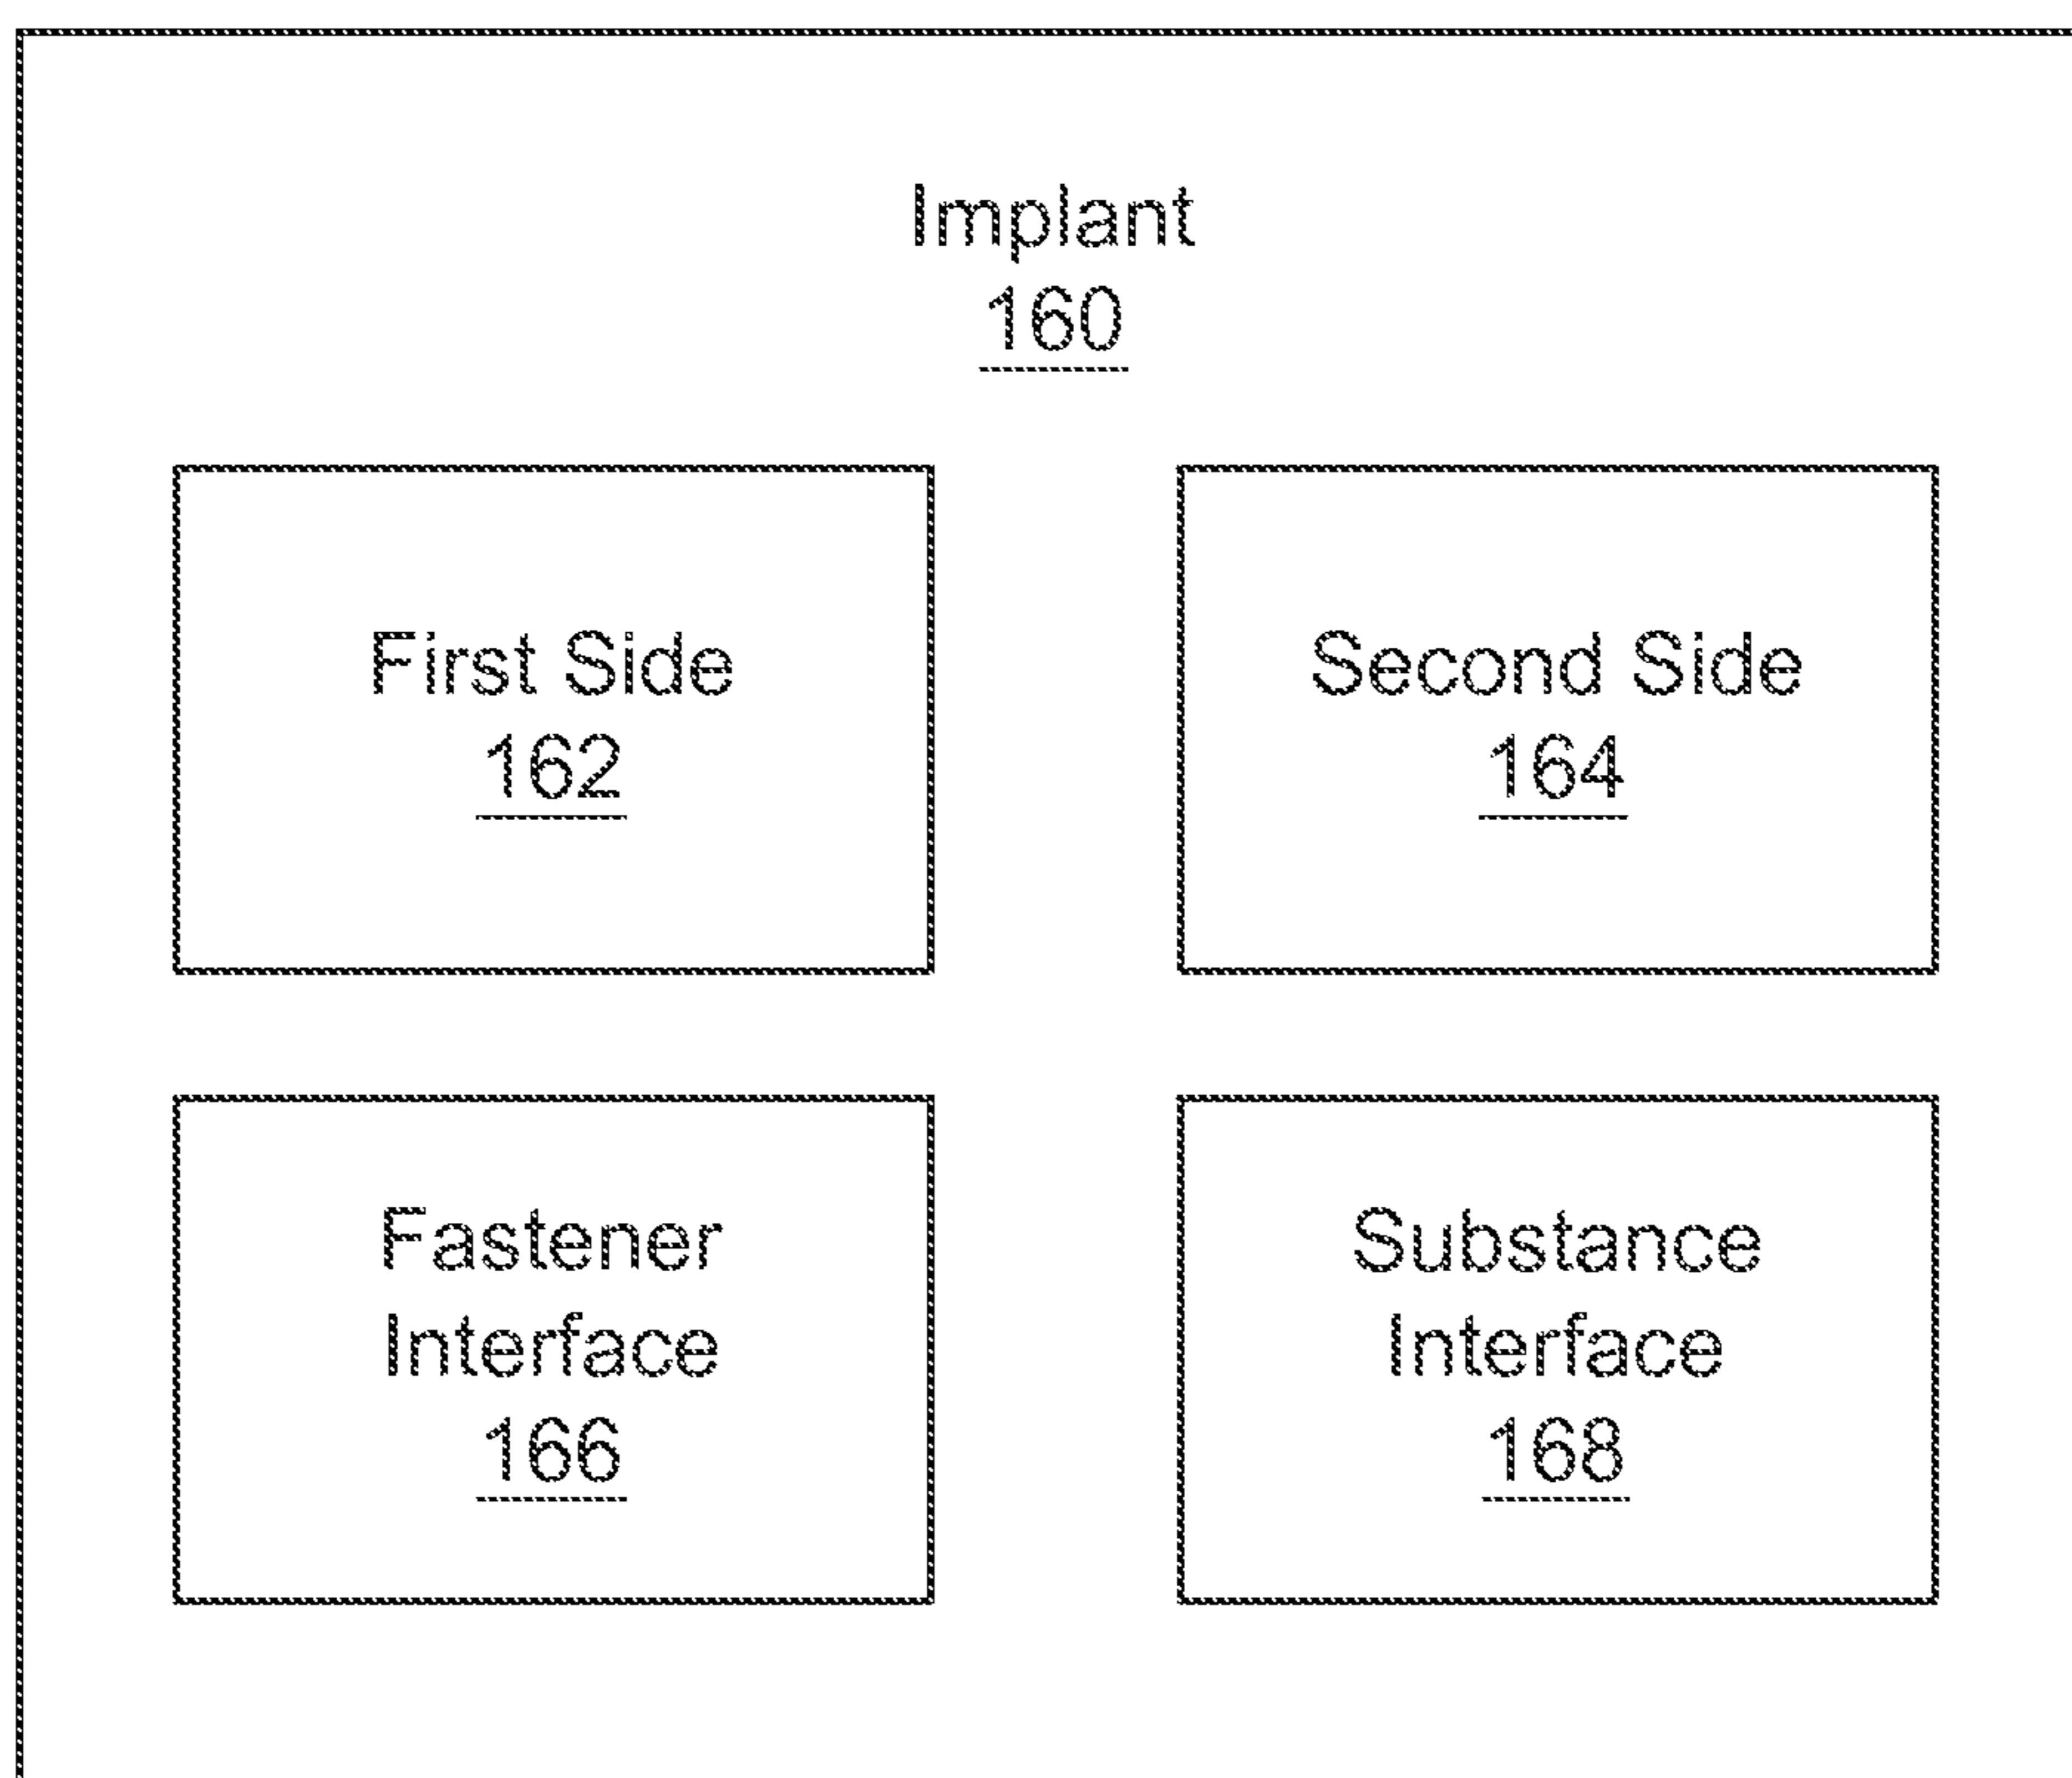 Implant
160
First Side
162
Second Side
164
Fastener
Interface
166
Substance
Interface
168